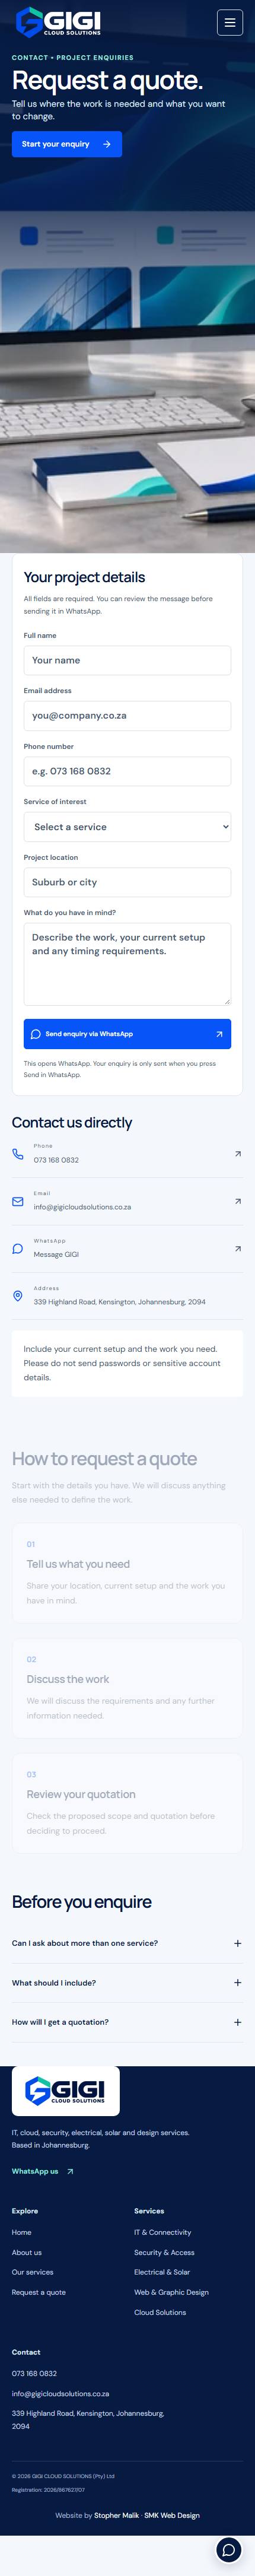 GIGI
CLOUD SOLUTIONS
CONTACT • PROJECT ENQUIRIES
Request a quote.
Tell us where the work is needed and what you want
to change.
Start your enquiry
Your project details
All fields are required. You can review the message before
sending it in WhatsApp.
Full name
Your name
Email address
you@company.co.za
Phone number
e.g. 073 168 0832
Service of interest
Select a service
Project location
Suburb or city
What do you have in mind?
Describe the work, your current setup
and any timing requirements.
Send enquiry via WhatsApp
This opens WhatsApp. Your enquiry is only sent when you press
Send in WhatsApp.
Contact us directly
Phone
073 168 0832
Email
info@gigicloudsolutions.co.za
WhatsApp
Message GIGI
Address
339 Highland Road, Kensington, Johannesburg, 2094
Include your current setup and the work you need.
Please do not send passwords or sensitive account
details.
How to request a quote
Start with the details you have. We will discuss anything
else needed to define the work.
01
Tell us what you need
Share your location, current setup and the work you
have in mind.
02
Discuss the work
We will discuss the requirements and any further
information needed.
03
Review your quotation
Check the proposed scope and quotation before
deciding to proceed.
Before you enquire
Can I ask about more than one service?
What should I include?
How will I get a quotation?
GIGI
CLOUD SOLUTIONS
IT, cloud, security, electrical, solar and design services.
Based in Johannesburg.
WhatsApp us
Explore
Home
About us
Our services
Request a quote
Services
IT & Connectivity
Security & Access
Electrical & Solar
Web & Graphic Design
Cloud Solutions
Contact
073 168 0832
info@gigicloudsolutions.co.za
339 Highland Road, Kensington, Johannesburg,
2094
© 2026 GIGI CLOUD SOLUTIONS (Pty) Ltd
Website by Stopher Malik · SMK Web Design